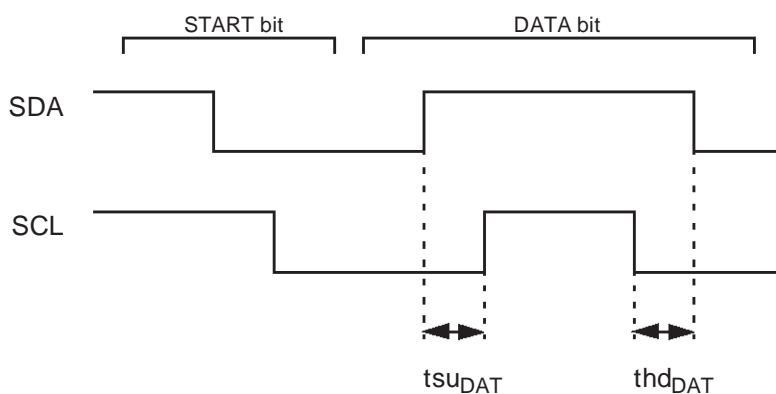 START bit
DATA bit
SDA
SCL
tsuDAT
thdDAT